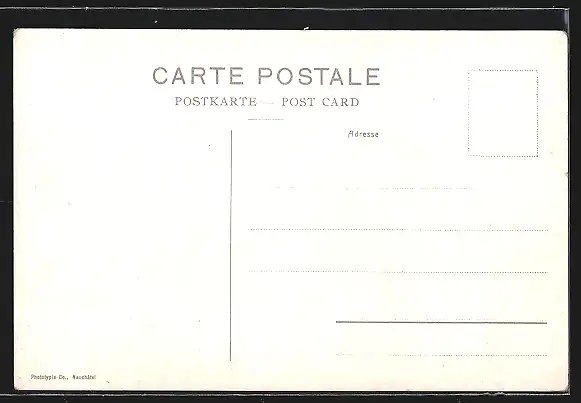 CARTE POSTALE
POSTKARTE — POST CARD
Adresse
Phototypie Co., Neuchâtel